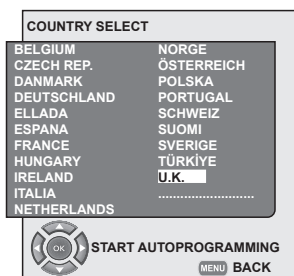 COUNTRY SELECT
BELGIUM
CZECH REP.
DANMARK
DEUTSCHLAND
ELLADA
ESPANA
FRANCE
HUNGARY
IRELAND
ITALIA
NETHERLANDS
NORGE
ÖSTERREICH
POLSKA
PORTUGAL
SCHWEIZ
SUOMI
SVERIGE
TÜRKİYE
U.K.
..........................
OK START AUTOPROGRAMMING
MENU BACK